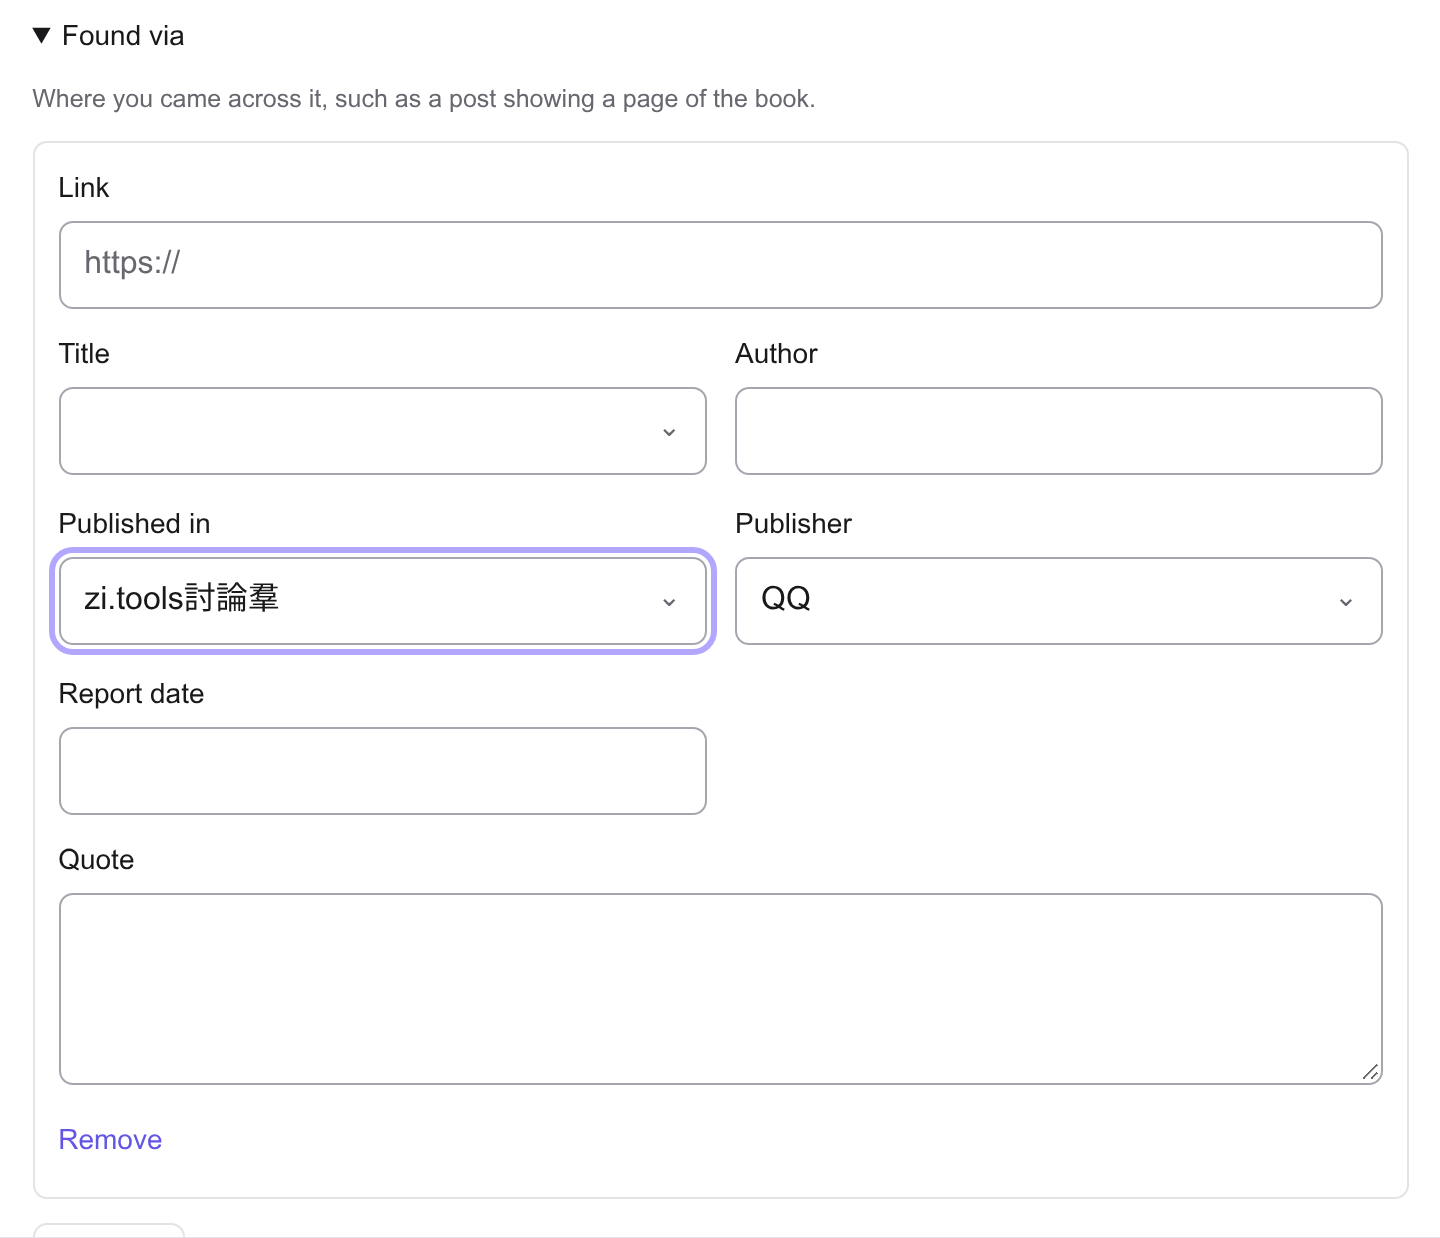 ▼ Found via
Where you came across it, such as a post showing a page of the book.
Link
https://
Title
Author
Published in
Publisher
zi.tools討論羣
QQ
Report date
Quote
Remove